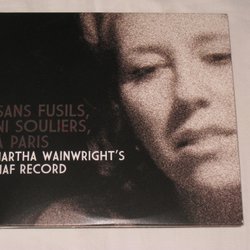 SANS FUSILS,
NI SOULIERS,
À PARIS
MARTHA WAINWRIGHT'S
PIAF RECORD